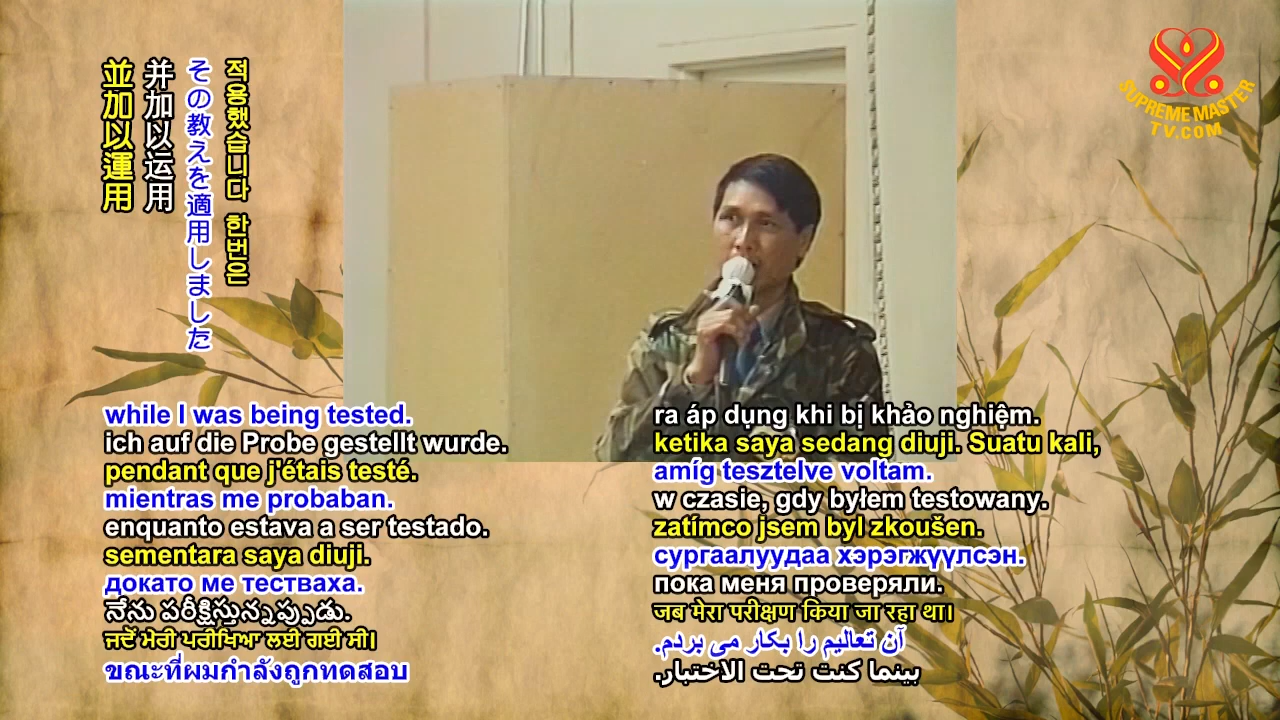 적용했습니다 한번은
その教えを適用しました
并加以运用
並加以運用
SUPREME MASTER
TV.COM
while I was being tested.
ich auf die Probe gestellt wurde.
pendant que j'étais testé.
mientras me probaban.
enquanto estava a ser testado.
sementara saya diuji.
докато ме тестваха.
నేను పరీక్షిస్తున్నప్పుడు.
ਜਦੋਂ ਮੇਰੀ ਪਰੀਖਿਆ ਲਈ ਗਈ ਸੀ।
ขณะที่ผมกำลังถูกทดสอบ
ra áp dụng khi bị khảo nghiệm.
ketika saya sedang diuji. Suatu kali,
amíg tesztelve voltam.
w czasie, gdy byłem testowany.
zatímco jsem byl zkoušen.
сургаалуудаа хэрэгжүүлсэн.
пока меня проверяли.
जब मेरा परीक्षण किया जा रहा था।
آن تعالیم را بکار می بردم.
بينما كنت تحت الاختبار.